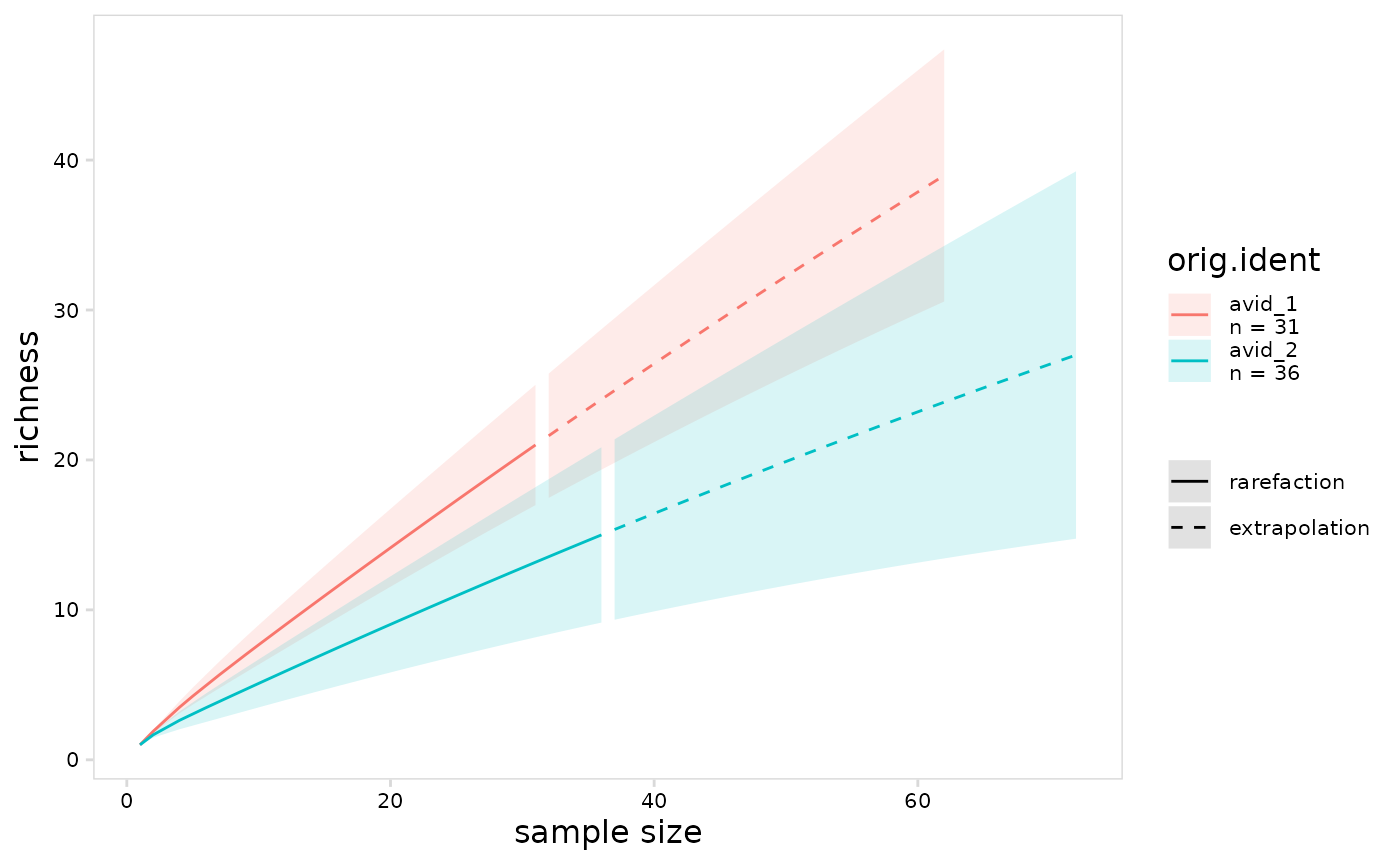 richness
40
30
20
10
0
0 20 40 60
sample size
orig.ident
avid_1
n = 31
avid_2
n = 36
rarefaction
extrapolation